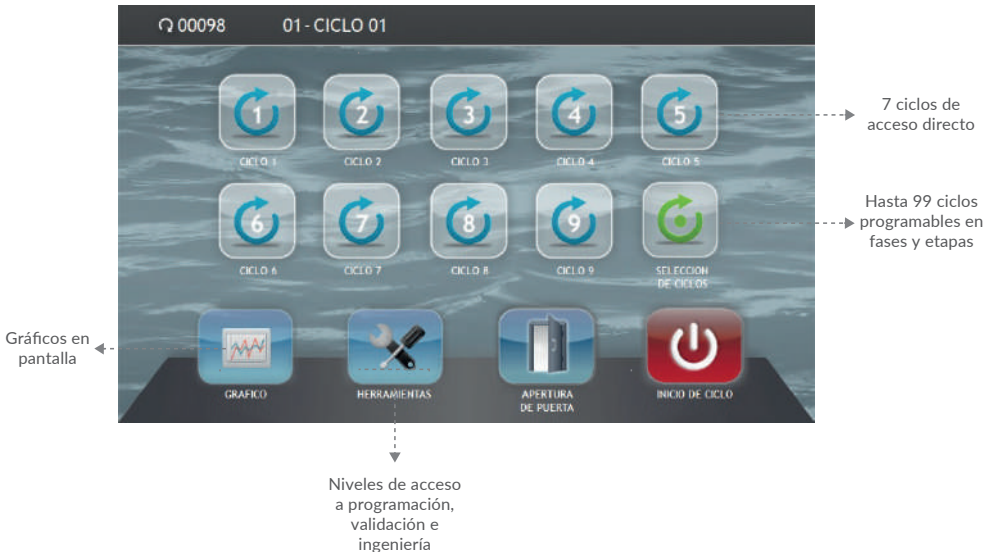 00098 01 - CICLO 01
1 2 3 4 5
CICLO 1 CICLO 2 CICLO 3 CICLO 4 CICLO 5
7 ciclos de
acceso directo
6 7 8 9
CICLO 6 CICLO 7 CICLO 8 CICLO 9 SELECCION
DE CICLOS
Hasta 99 ciclos
programables en
fases y etapas
Gráficos en
pantalla
GRAFICO HERRAMIENTAS APERTURA
DE PUERTA
INICIO DE CICLO
Niveles de acceso
a programación,
validación e
ingeniería